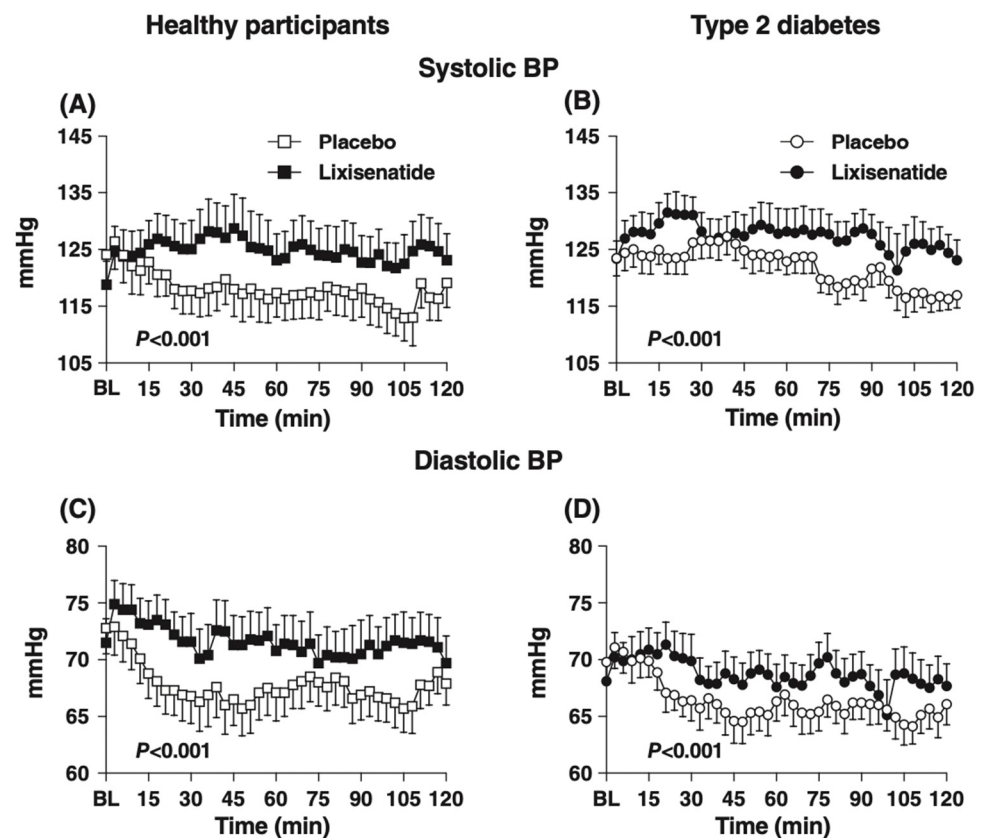 Healthy participants
Type 2 diabetes
Systolic BP
(A)
145
135
125
115
105
mmHg
Placebo
Lixisenatide
P<0.001
BL 15 30 45 60 75 90 105 120
Time (min)
(B)
145
135
125
115
105
mmHg
Placebo
Lixisenatide
P<0.001
BL 15 30 45 60 75 90 105 120
Time (min)
Diastolic BP
(C)
80
75
70
65
60
mmHg
P<0.001
BL 15 30 45 60 75 90 105 120
Time (min)
(D)
80
75
70
65
60
mmHg
P<0.001
BL 15 30 45 60 75 90 105 120
Time (min)